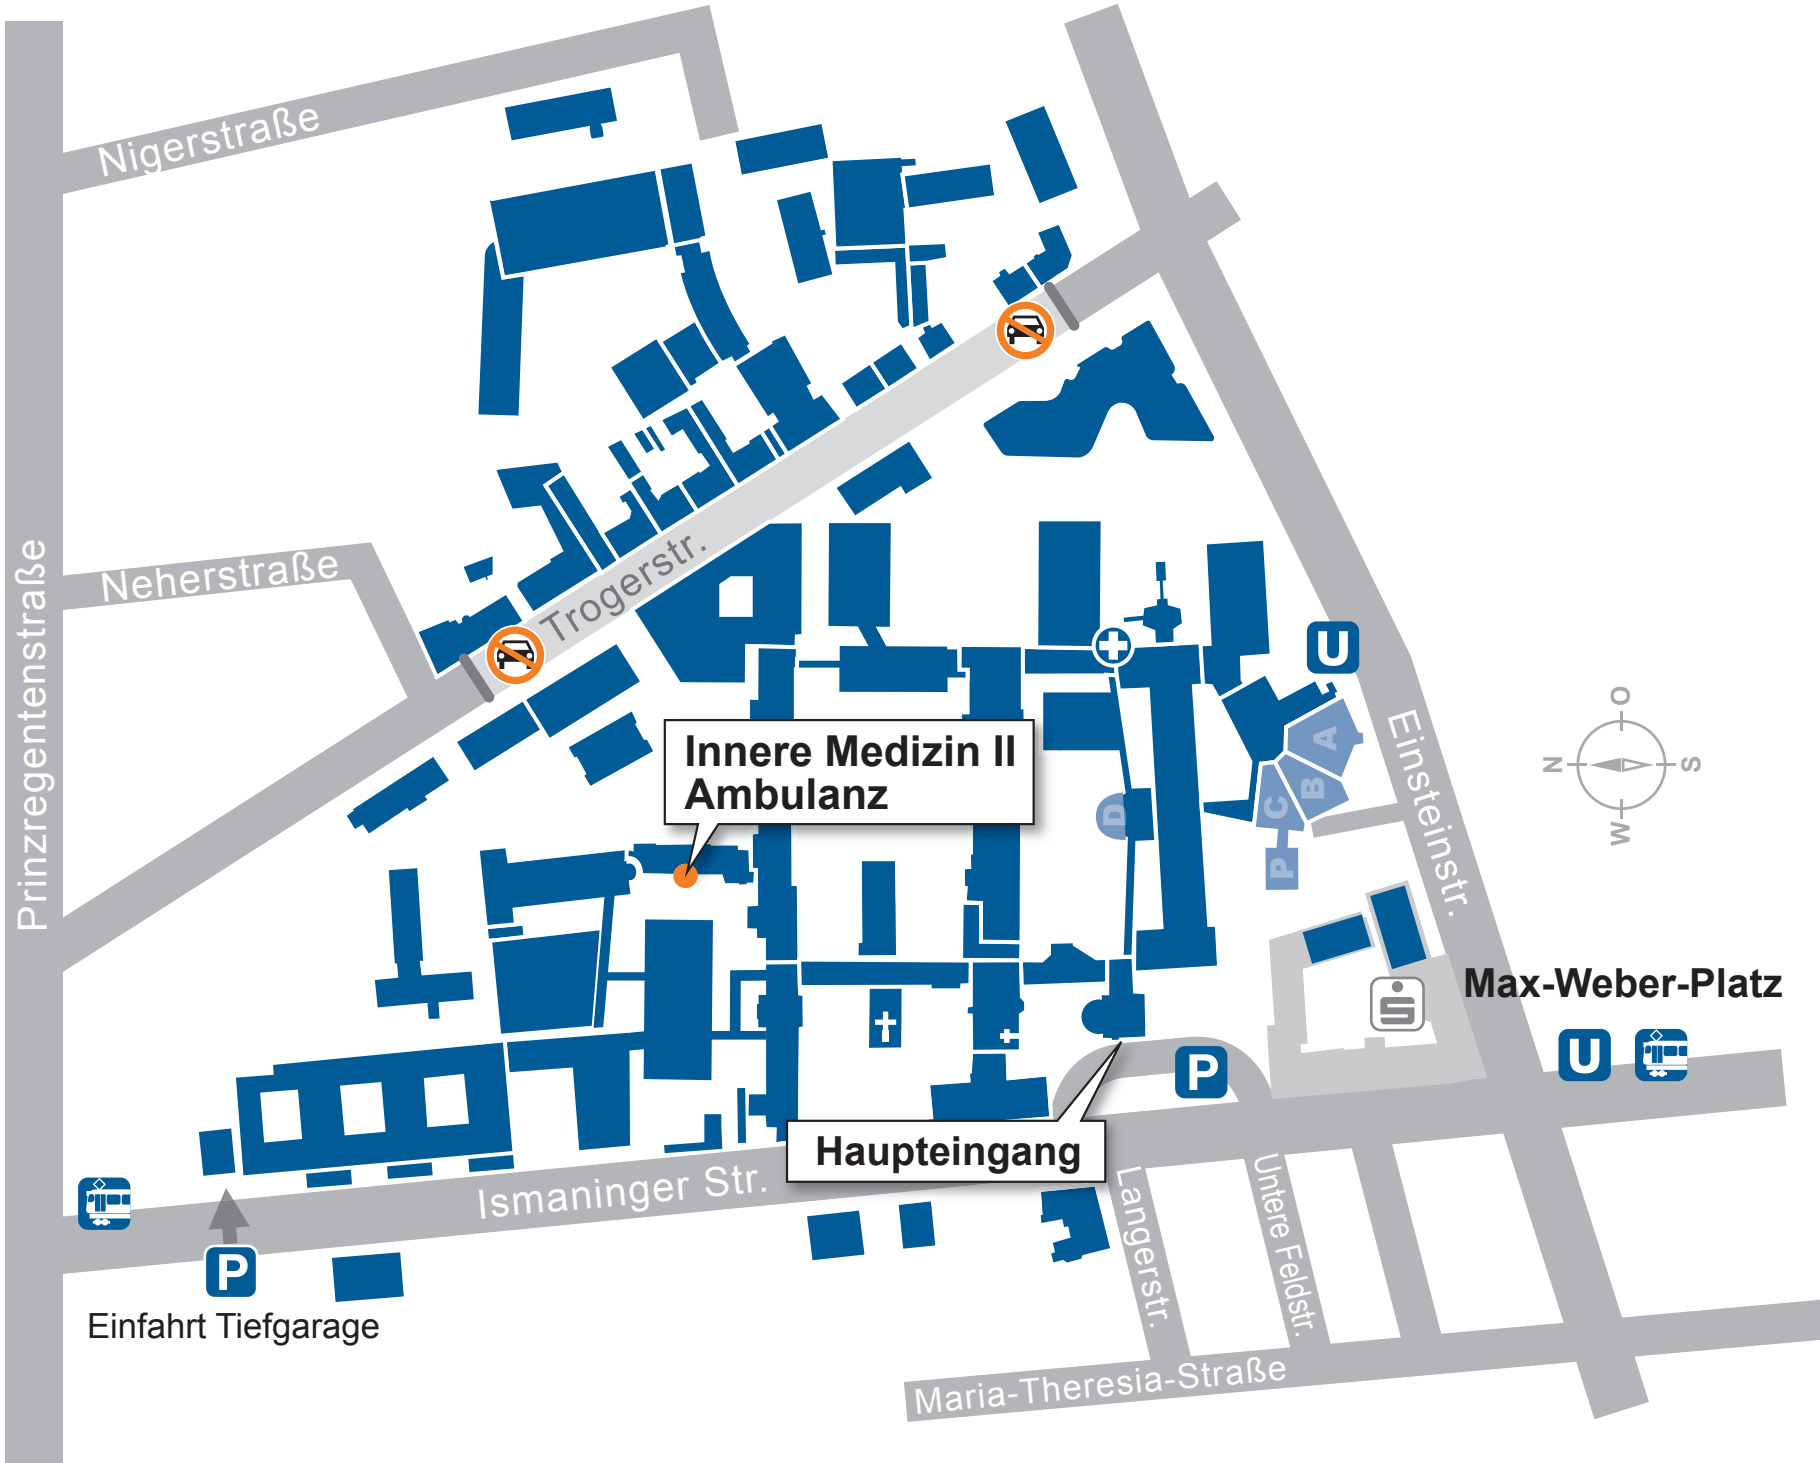 Nigerstraße
Prinzregentenstraße
Neherstraße
Trogerstr.
U
Einsteinstr.
O
N
S
W
Innere Medizin II
Ambulanz
A
B
C
D
P
Max-Weber-Platz
S
U
P
Haupteingang
Ismaninger Str.
Langerstr.
Untere Feldstr.
P
Einfahrt Tiefgarage
Maria-Theresia-Straße